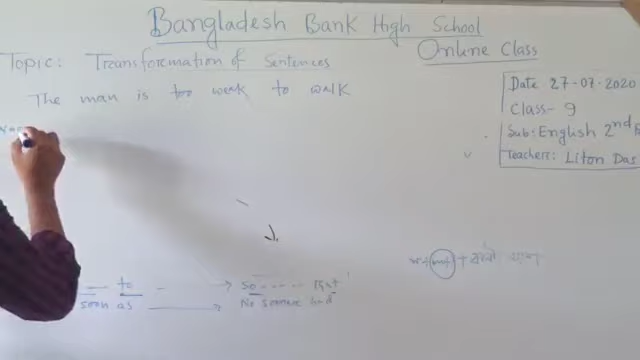 Bangladesh Bank High School
Online Class
Topic: Transformation of Sentences
Date 27-07-2020
Class- 9
Sub: English 2nd
Teacher: Liton Das
The man is too weak to walk
to → so .... that
soon as → No sooner had